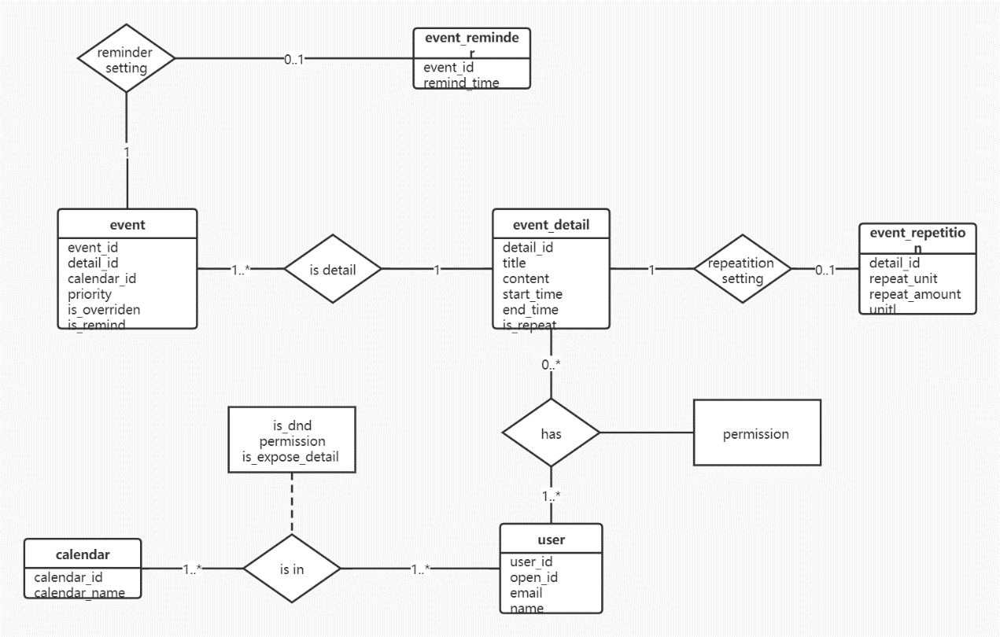 reminder
setting
0..1
event_reminde
r
event_id
remind_time
1
event
event_id
detail_id
calendar_id
priority
is_overriden
is_remind
1..*
is detail
1
event_detail
detail_id
title
content
start_time
end_time
is_repeat
1
repeatition
setting
0..1
event_repetitio
n
detail_id
repeat_unit
repeat_amount
unitl
0..*
has
permission
1..*
is_dnd
permission
is_expose_detail
calendar
calendar_id
calendar_name
1..*
is in
1..*
user
user_id
open_id
email
name